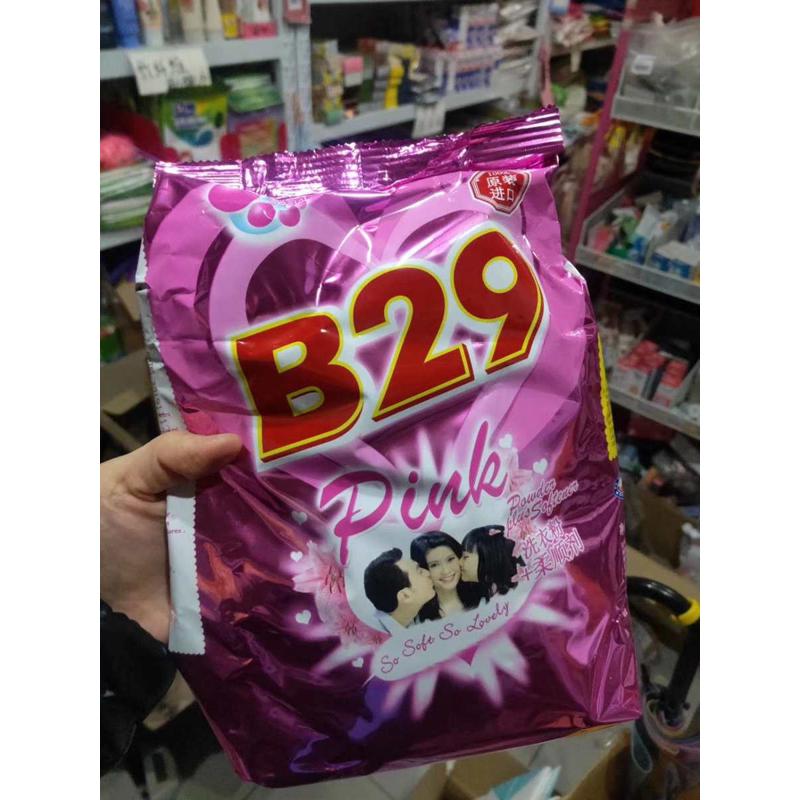 原装
进口
B29
Pink
Powder
plus Softener
洗衣粉
+柔顺剂
So Soft So Lovely